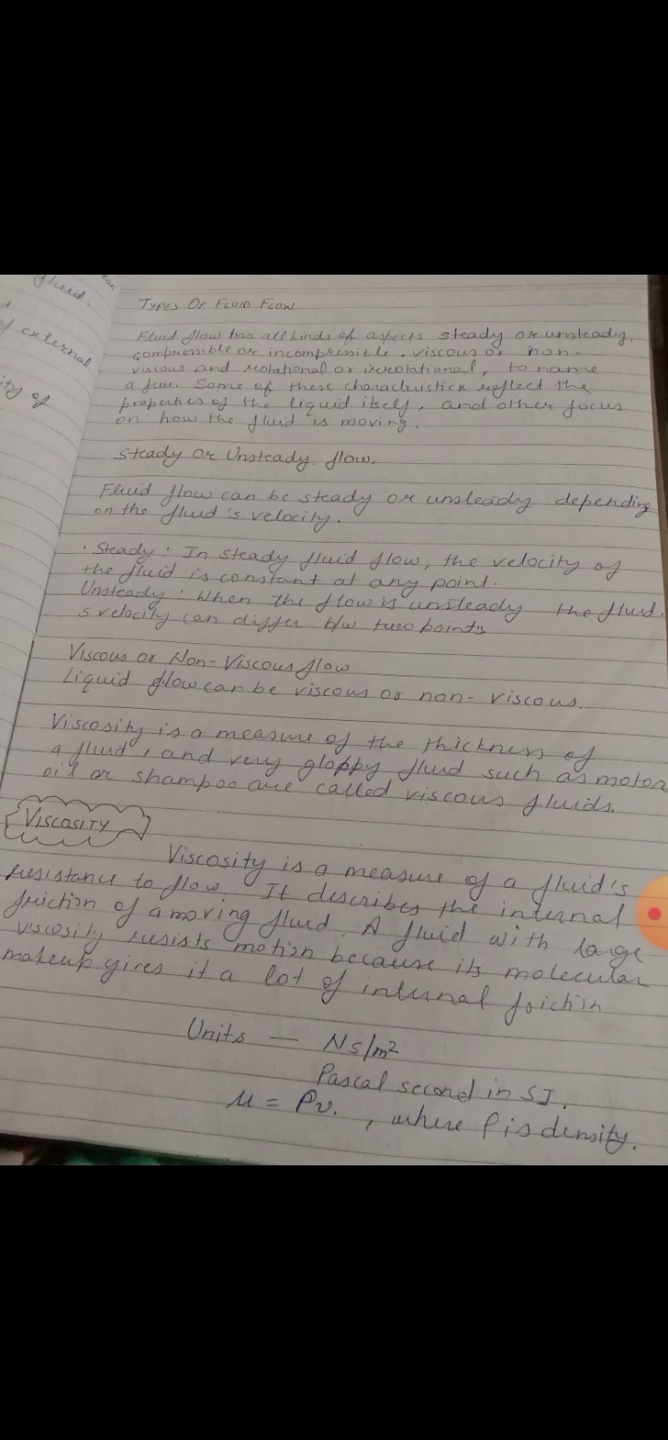 fluid.
external
ity of
TYPES OF FLUID FLOW
Fluid flow has all kinds of aspects steady or unsteady,
compressible or incompressible, viscous or non-
viscous and rotational or irrotational, to name
a few. Some of these characteristics reflect the
properties of the liquid itself, and other focus
on how the fluid is moving.
Steady Or Unsteady flow.
Fluid flow can be steady or unsteady depending
on the fluid's velocity.
• Steady : In steady fluid flow, the velocity of
the fluid is constant at any point.
Unsteady : When the flow is unsteady the fluid,
s velocity can differ b/w two points
Viscous or Non-Viscous flow
Liquid flow can be viscous or non-viscous.
Viscosity is a measure of the thickness of
a fluid, and very gloppy fluid such as motor
oil or shampoo are called viscous fluids.
VISCOSITY
Viscosity is a measure of a fluid's
resistance to flow. It describes the internal
friction of a moving fluid. A fluid with large
viscosity resists motion because its molecular
makeup gives it a lot of internal friction
Units — Ns/m²
Pascal second in SI.
μ = ρν. , where ρ is density.